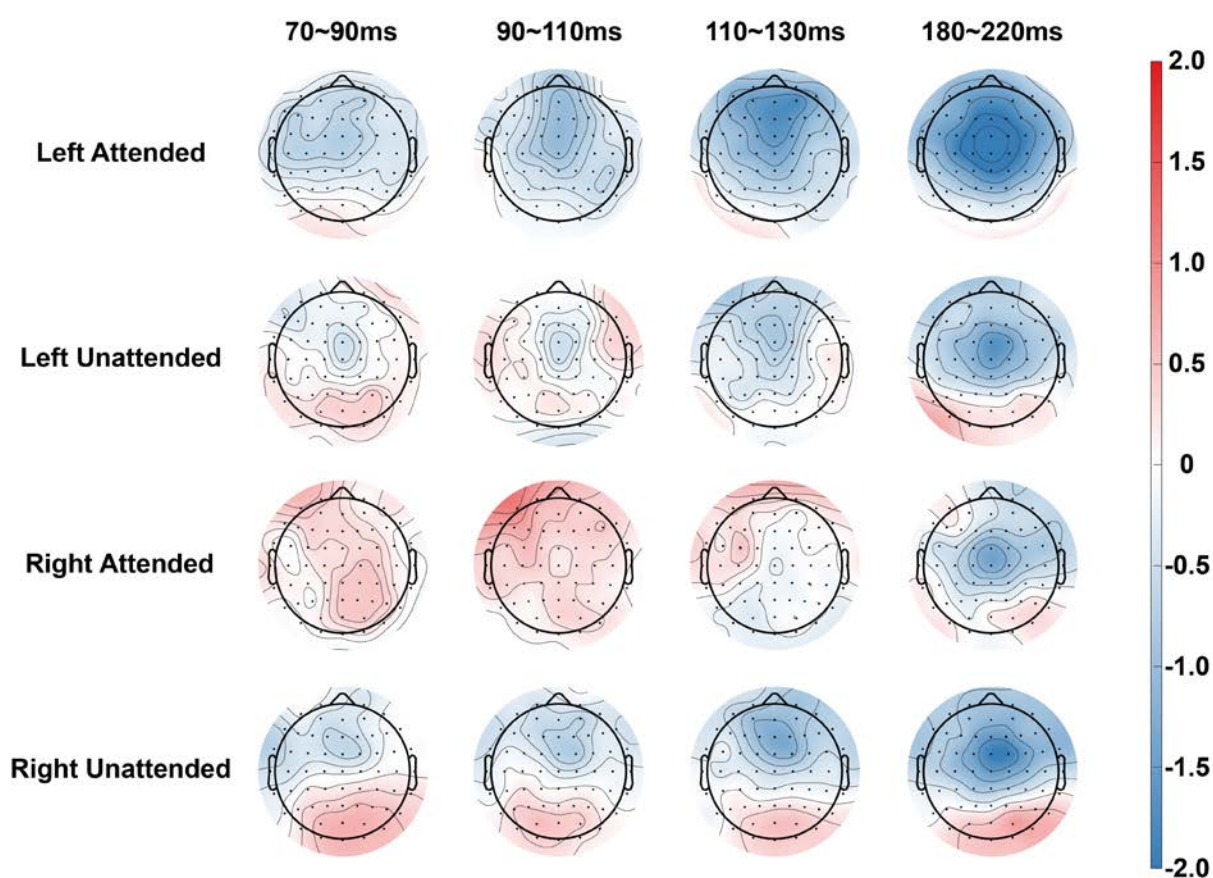 70~90ms 90~110ms 110~130ms 180~220ms
2.0
Left Attended
1.5
1.0
Left Unattended
0.5
0
Right Attended
-0.5
-1.0
Right Unattended
-1.5
-2.0